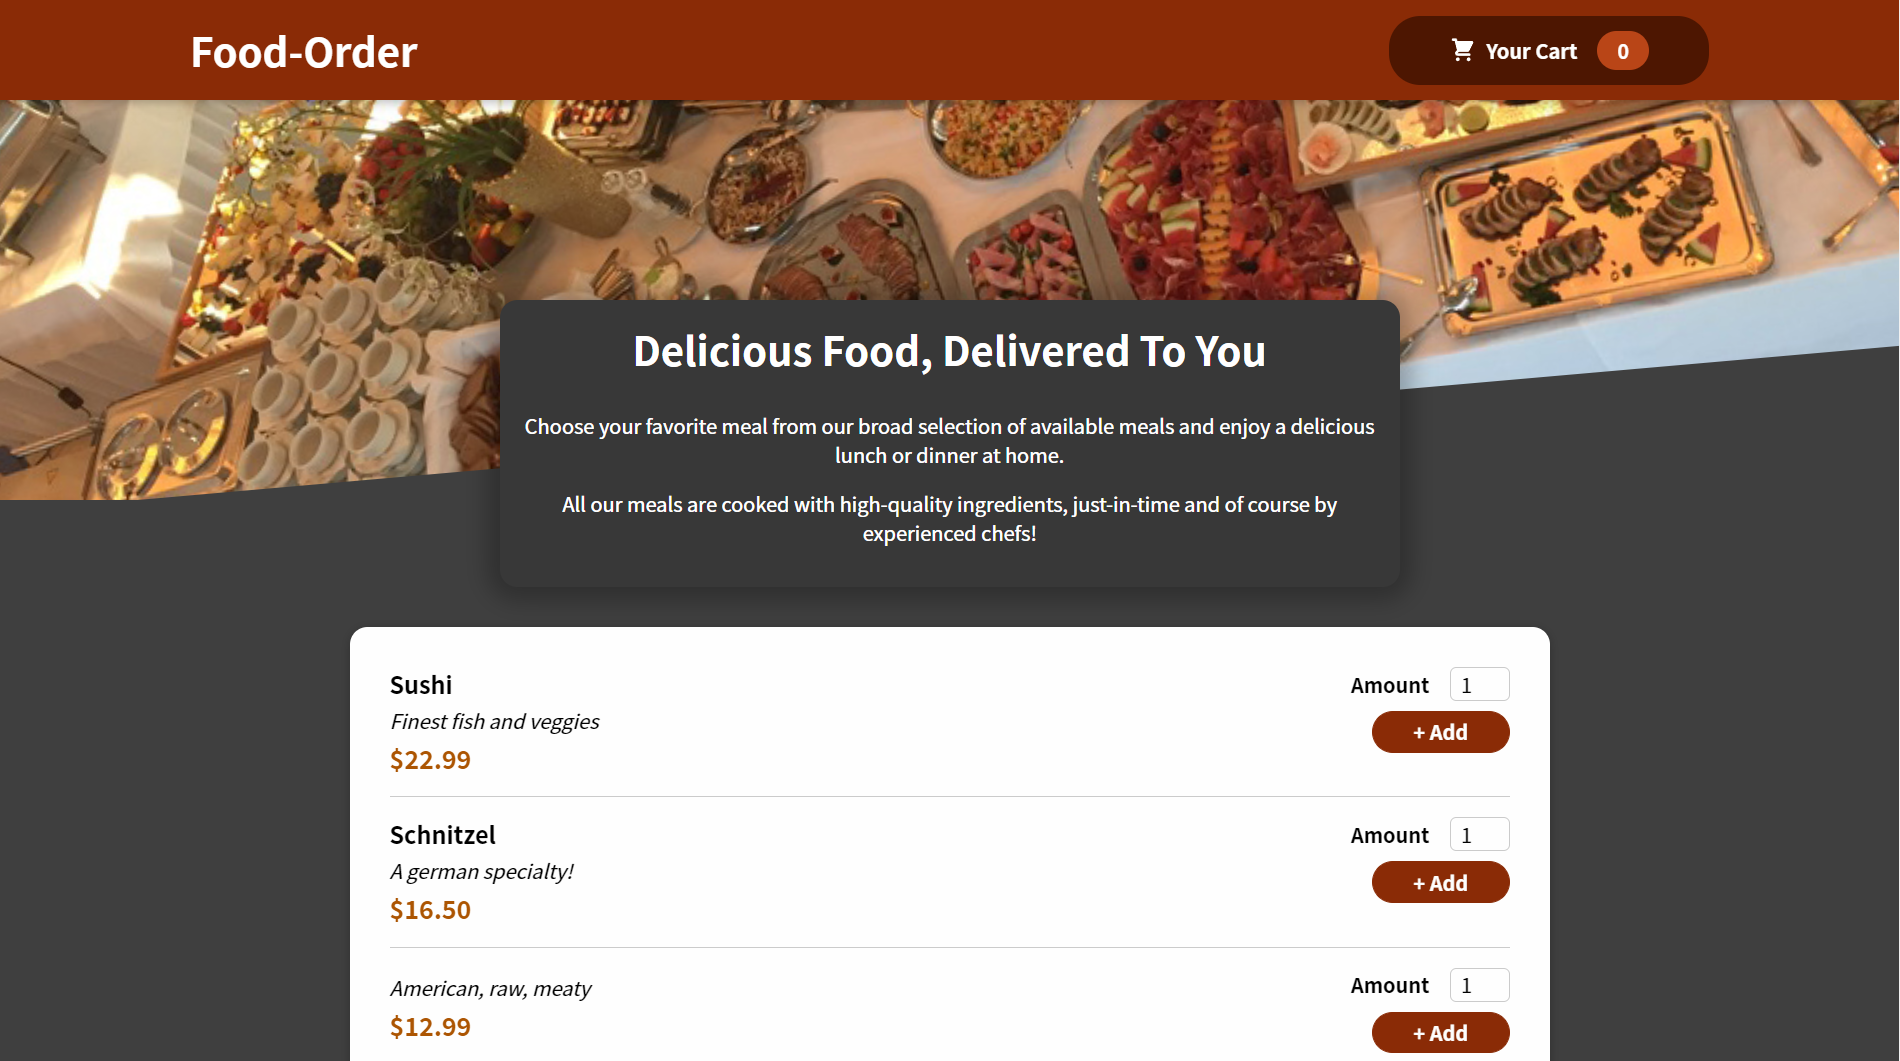 Food-Order
Your Cart 0
Delicious Food, Delivered To You
Choose your favorite meal from our broad selection of available meals and enjoy a delicious
lunch or dinner at home.
All our meals are cooked with high-quality ingredients, just-in-time and of course by
experienced chefs!
Sushi
Amount 1
Finest fish and veggies
+ Add
$22.99
Schnitzel
Amount 1
A german specialty!
+ Add
$16.50
Amount 1
American, raw, meaty
$12.99
+ Add